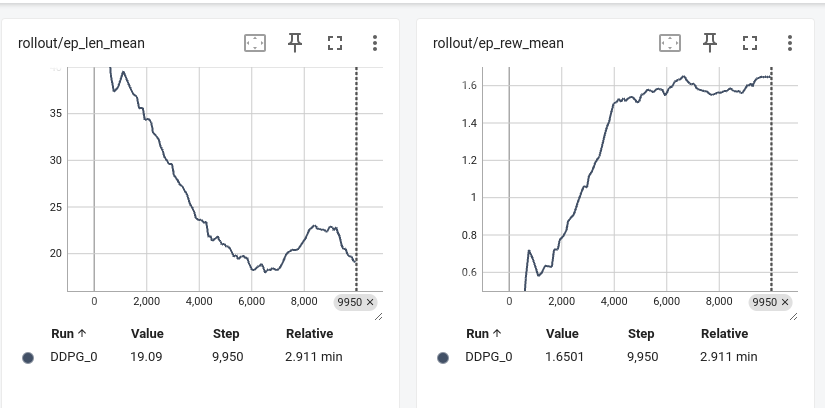 rollout/ep_len_mean
35
30
25
20
0 2,000 4,000 6,000 8,000 9950 ×
Run ↑ Value Step Relative
DDPG_0 19.09 9,950 2.911 min
rollout/ep_rew_mean
1.6
1.4
1.2
1
0.8
0.6
0 2,000 4,000 6,000 8,000 9950 ×
Run ↑ Value Step Relative
DDPG_0 1.6501 9,950 2.911 min